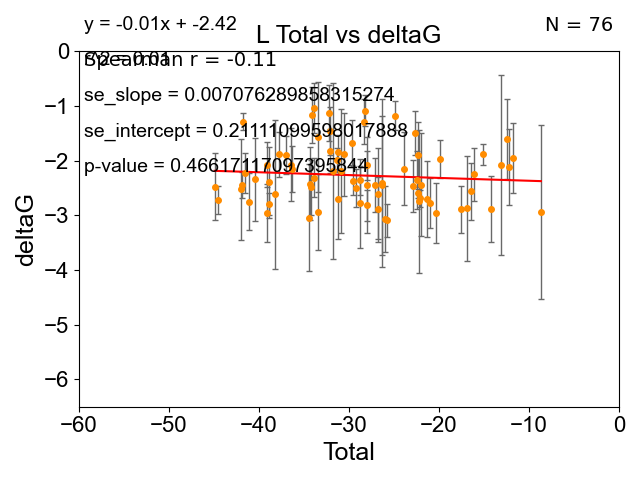 y = -0.01x + -2.42
N = 76
L Total vs deltaG
Spearman r = -0.11
se_slope = 0.007076289858315274
se_intercept = 0.21111099598017888
p-value = 0.46617117097395844
0
−1
−2
−3
−4
−5
−6
deltaG
−60
−50
−40
−30
−20
−10
0
Total